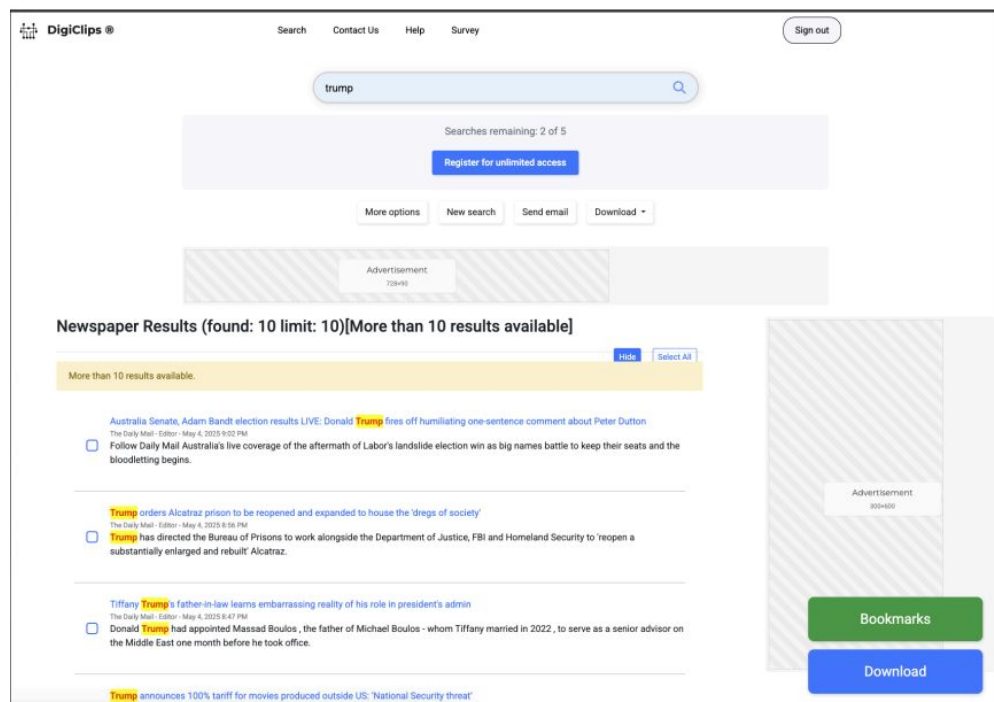 DigiClips ®
Search Contact Us Help Survey
Sign out
trump
Searches remaining: 2 of 5
Register for unlimited access
More options New search Send email Download
Advertisement
728×90
Newspaper Results (found: 10 limit: 10)[More than 10 results available]
Hide Select All
More than 10 results available.
Australia Senate, Adam Bandt election results LIVE: Donald Trump fires off humiliating one-sentence comment about Peter Dutton
The Daily Mail - Editor - May 4, 2025 9:02 PM
Follow Daily Mail Australia's live coverage of the aftermath of Labor's landslide election win as big names battle to keep their seats and the
bloodletting begins.
Trump orders Alcatraz prison to be reopened and expanded to house the 'dregs of society'
The Daily Mail - Editor - May 4, 2025 8:56 PM
Trump has directed the Bureau of Prisons to work alongside the Department of Justice, FBI and Homeland Security to 'reopen a
substantially enlarged and rebuilt' Alcatraz.
Tiffany Trump's father-in-law learns embarrassing reality of his role in president's admin
The Daily Mail - Editor - May 4, 2025 8:47 PM
Donald Trump had appointed Massad Boulos , the father of Michael Boulos - whom Tiffany married in 2022 , to serve as a senior advisor on
the Middle East one month before he took office.
Trump announces 100% tariff for movies produced outside US: 'National Security threat'
Advertisement
300×600
Bookmarks
Download